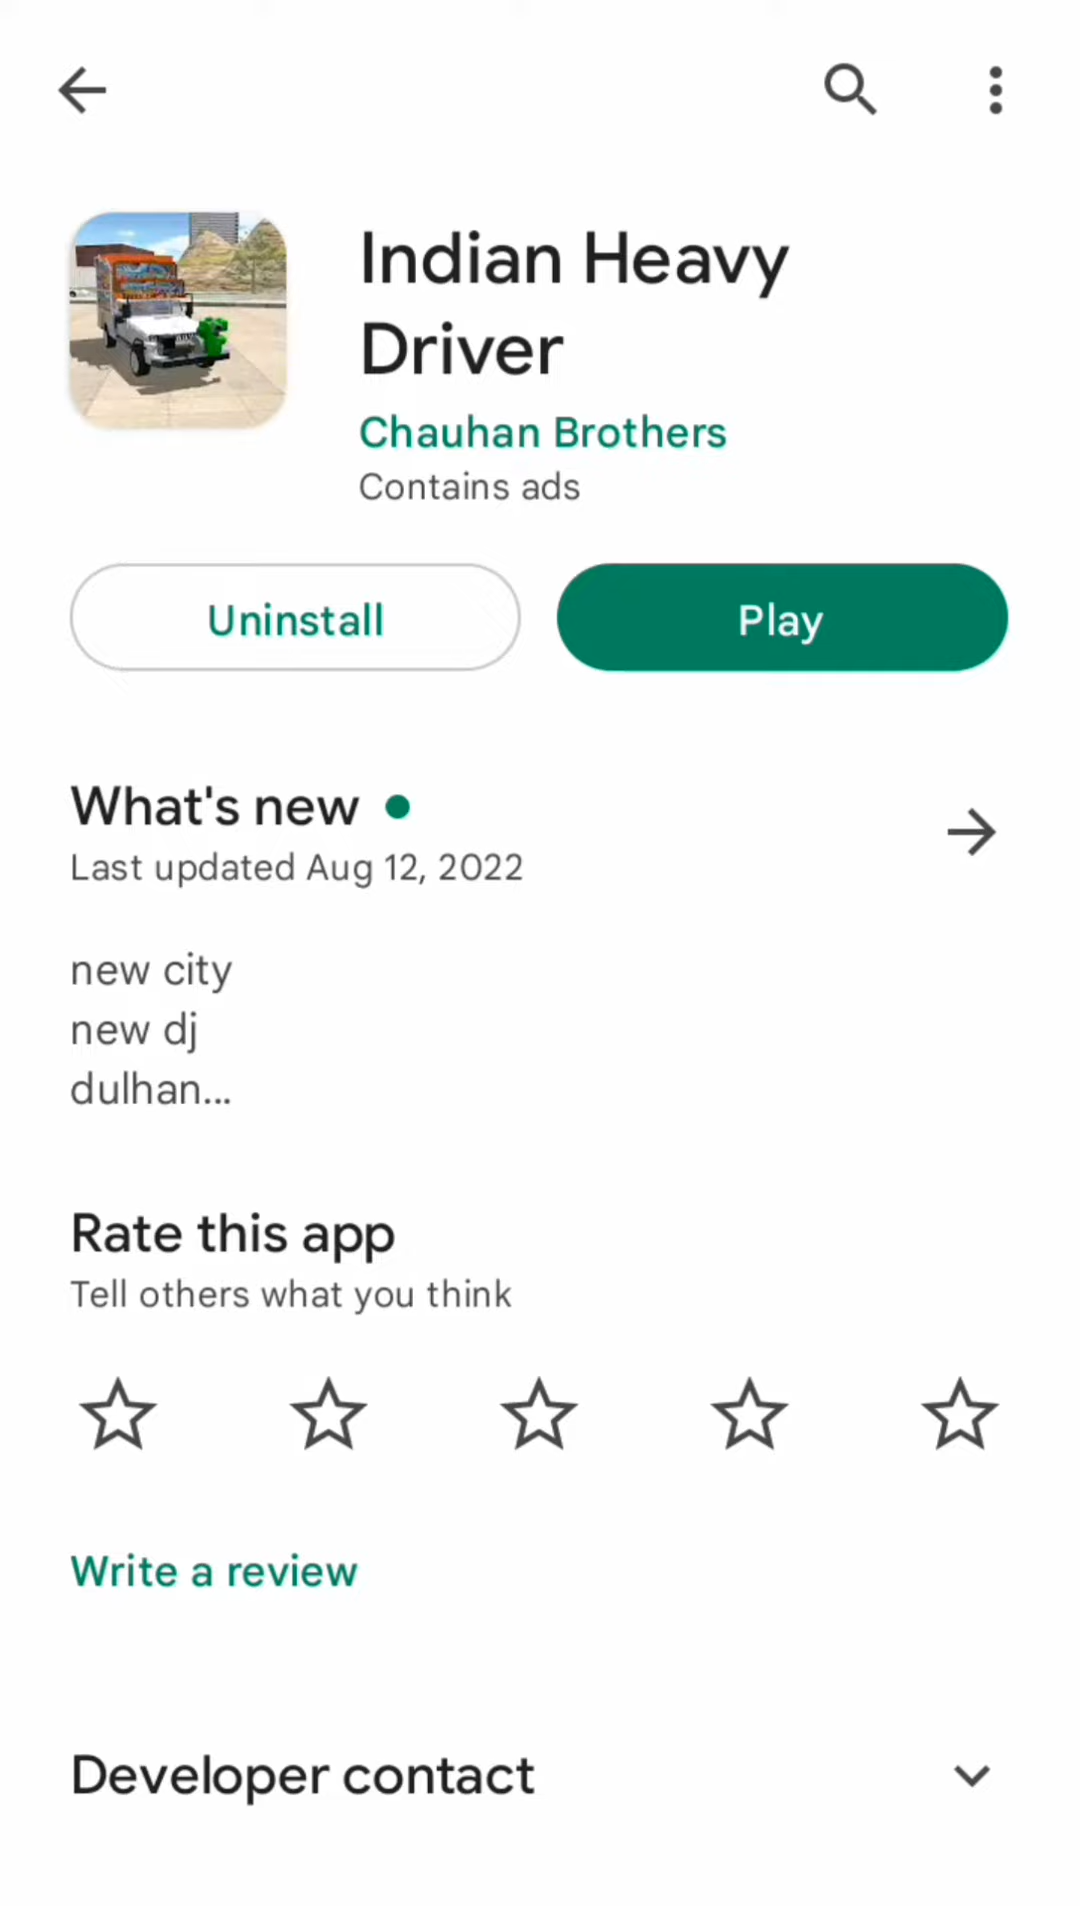 Indian Heavy
Driver
Chauhan Brothers
Contains ads
Uninstall
Play
What's new
Last updated Aug 12, 2022
new city
new dj
dulhan...
Rate this app
Tell others what you think
Write a review
Developer contact